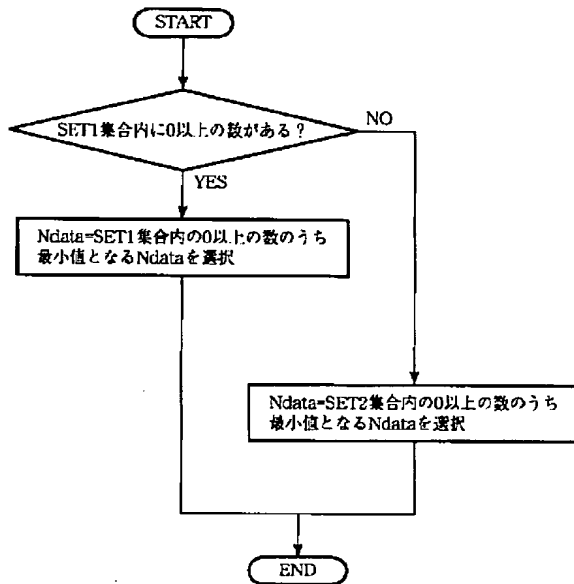 START
SET1集合内に0以上の数がある?
NO
YES
Ndata=SET1集合内の0以上の数のうち
最小値となるNdataを選択
Ndata=SET2集合内の0以上の数のうち
最小値となるNdataを選択
END